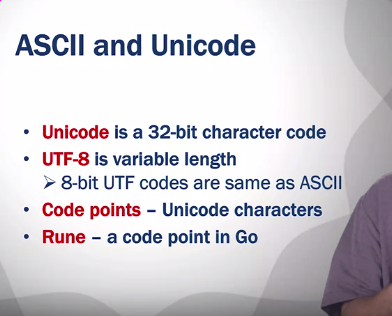 ASCII and Unicode
• Unicode is a 32-bit character code
• UTF-8 is variable length
➢ 8-bit UTF codes are same as ASCII
• Code points – Unicode characters
• Rune – a code point in Go